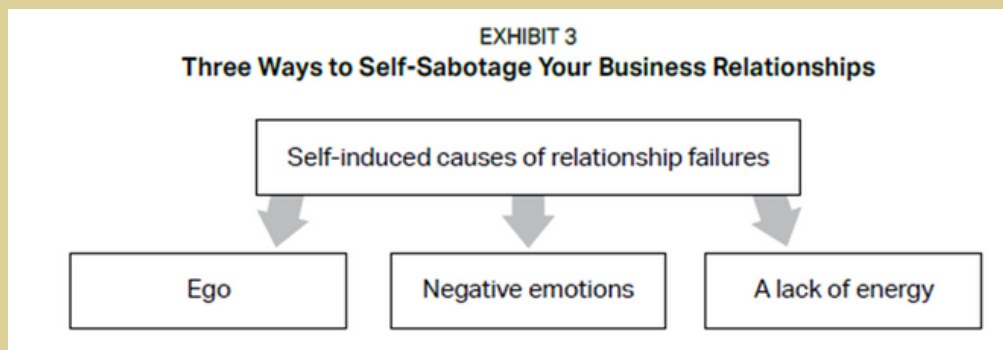 EXHIBIT 3
Three Ways to Self-Sabotage Your Business Relationships
Self-induced causes of relationship failures
Ego
Negative emotions
A lack of energy